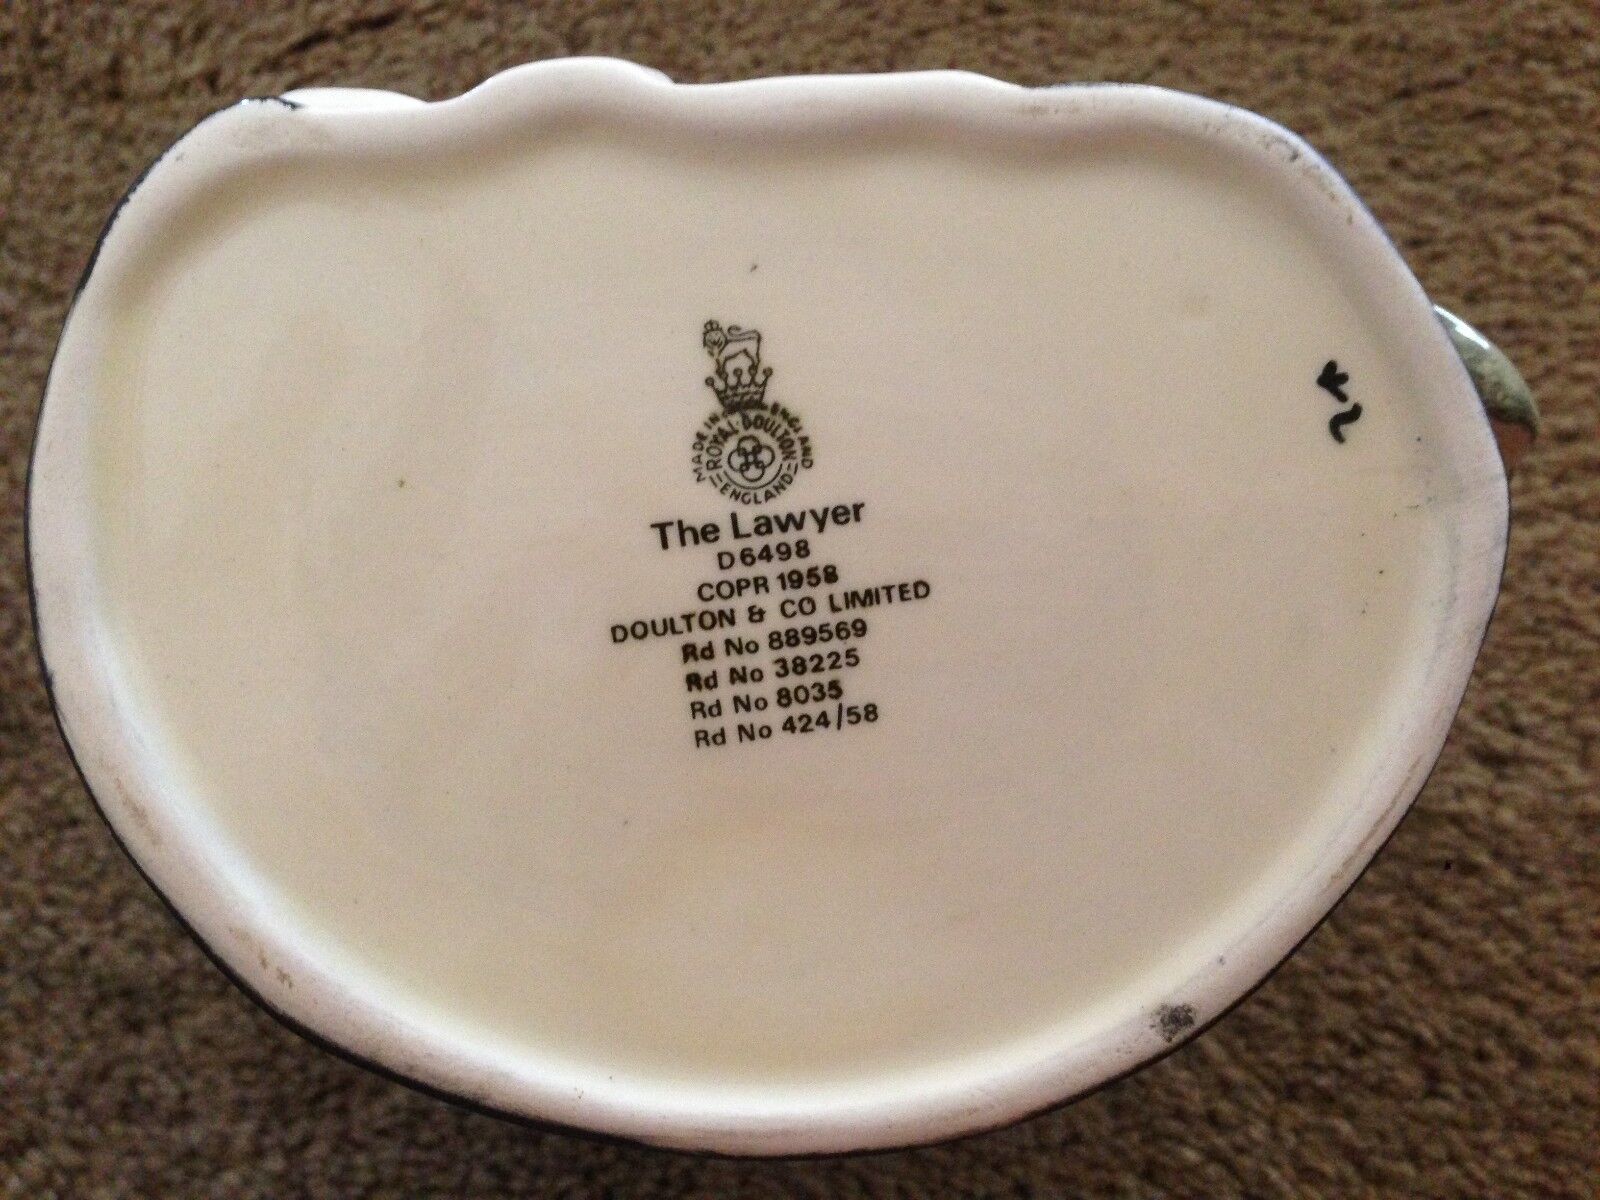 MADE IN ENGLAND
ROYAL DOULTON
ENGLAND
The Lawyer
D 6498
COPR 1958
DOULTON & CO LIMITED
Rd No 889569
Rd No 38225
Rd No 8035
Rd No 424/58